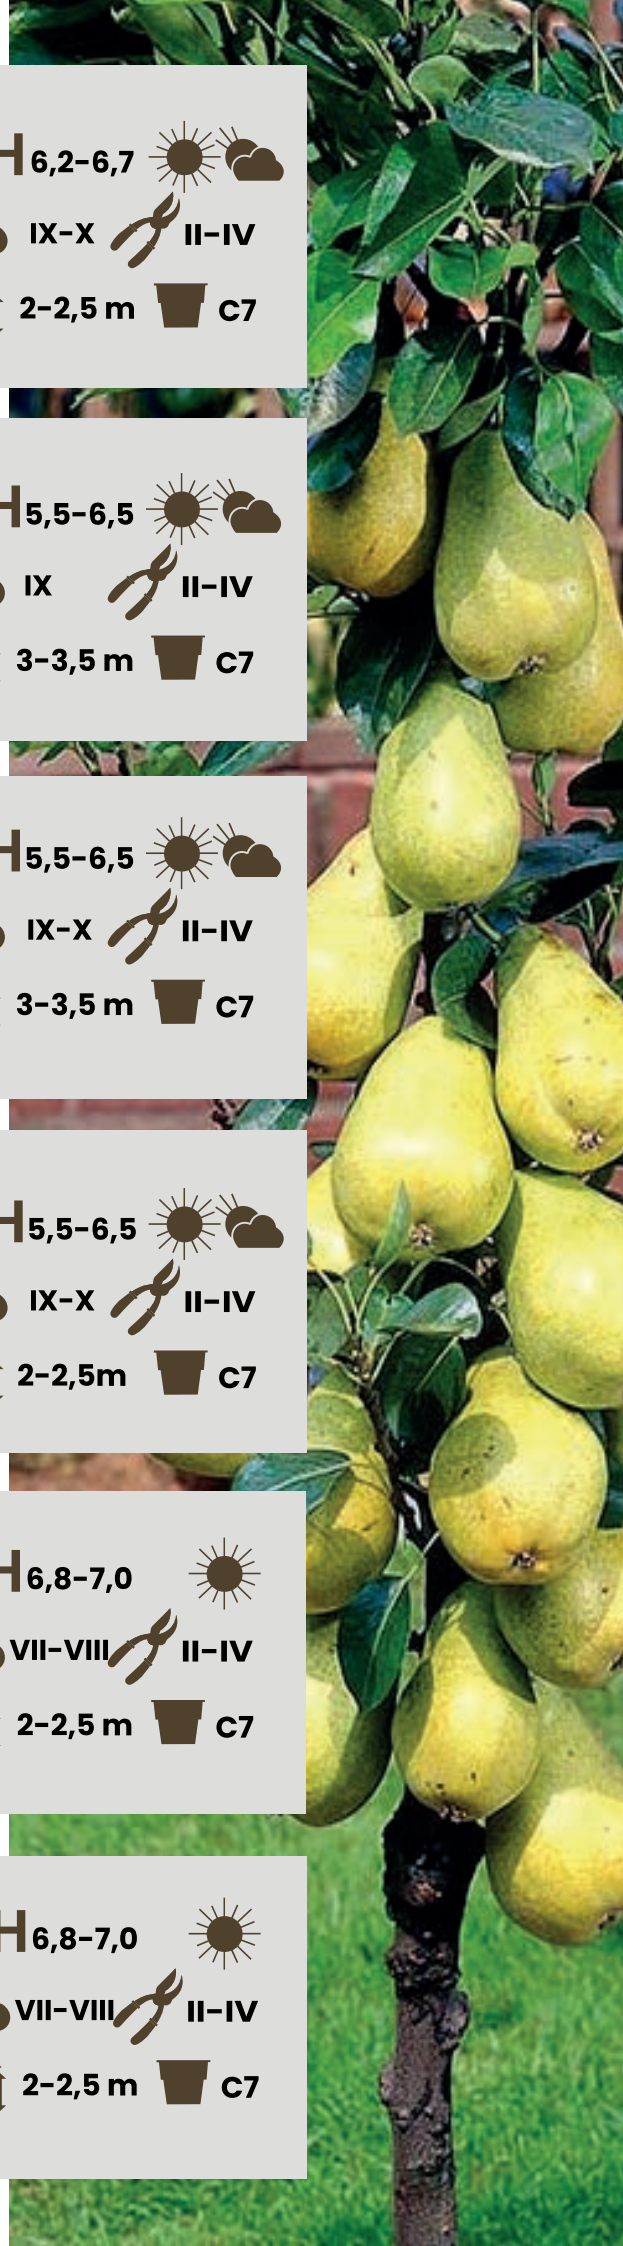 H 6,2-6,7
IX-X II-IV
2-2,5 m C7
H 5,5-6,5
IX II-IV
3-3,5 m C7
H 5,5-6,5
IX-X II-IV
3-3,5 m C7
H 5,5-6,5
IX-X II-IV
2-2,5m C7
H 6,8-7,0
VII-VIII II-IV
2-2,5 m C7
H 6,8-7,0
VII-VIII II-IV
2-2,5 m C7